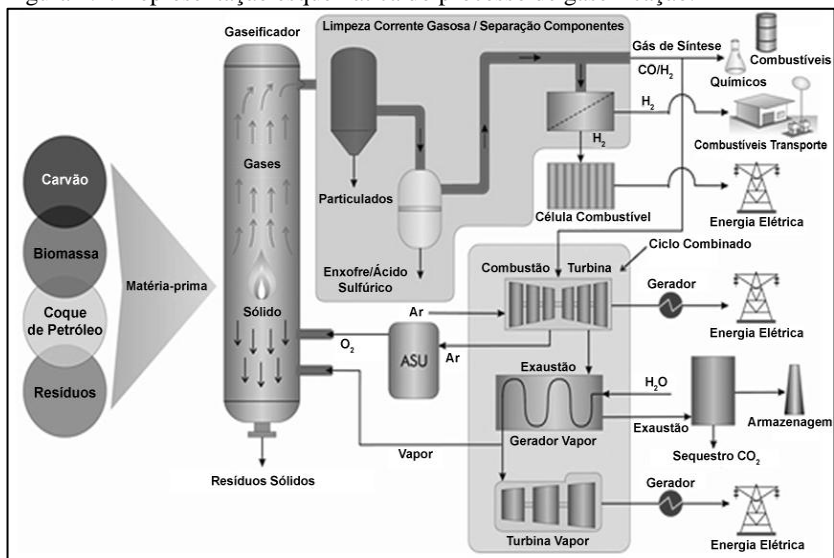 Gaseificador
Limpeza Corrente Gasosa / Separação Componentes
Gás de Síntese
CO/H2
Químicos
Combustíveis
H2
Combustíveis Transporte
H2
Célula Combustível
Energia Elétrica
Gases
Particulados
Enxofre/Ácido
Sulfúrico
Carvão
Biomassa
Coque
de Petróleo
Resíduos
Matéria-prima
Sólido
O2
ASU
Ar
Ar
Vapor
Resíduos Sólidos
Ciclo Combinado
Combustão
Turbina
Gerador
Energia Elétrica
Exaustão
H2O
Gerador Vapor
Exaustão
Sequestro CO2
Armazenagem
Turbina Vapor
Gerador
Energia Elétrica